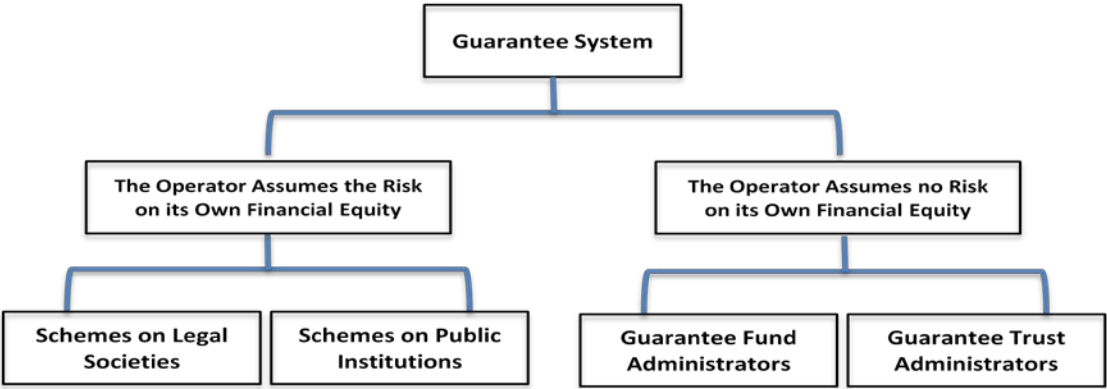 Guarantee System
The Operator Assumes the Risk
on its Own Financial Equity
The Operator Assumes no Risk
on its Own Financial Equity
Schemes on Legal
Societies
Schemes on Public
Institutions
Guarantee Fund
Administrators
Guarantee Trust
Administrators